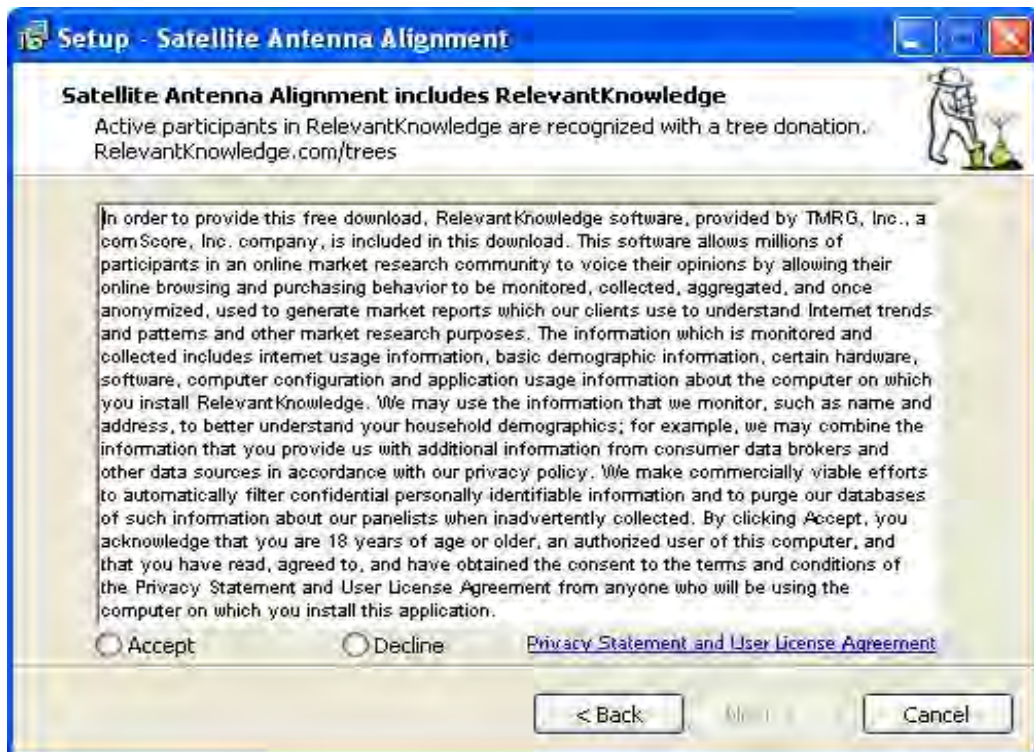 Setup - Satellite Antenna Alignment
Satellite Antenna Alignment includes RelevantKnowledge
Active participants in RelevantKnowledge are recognized with a tree donation.
RelevantKnowledge.com/trees
In order to provide this free download, RelevantKnowledge software, provided by TMRG, Inc., a
comScore, Inc. company, is included in this download. This software allows millions of
participants in an online market research community to voice their opinions by allowing their
online browsing and purchasing behavior to be monitored, collected, aggregated, and once
anonymized, used to generate market reports which our clients use to understand Internet trends
and patterns and other market research purposes. The information which is monitored and
collected includes internet usage information, basic demographic information, certain hardware,
software, computer configuration and application usage information about the computer on which
you install RelevantKnowledge. We may use the information that we monitor, such as name and
address, to better understand your household demographics; for example, we may combine the
information that you provide us with additional information from consumer data brokers and
other data sources in accordance with our privacy policy. We make commercially viable efforts
to automatically filter confidential personally identifiable information and to purge our databases
of such information about our panelists when inadvertently collected. By clicking Accept, you
acknowledge that you are 18 years of age or older, an authorized user of this computer, and
that you have read, agreed to, and have obtained the consent to the terms and conditions of
the Privacy Statement and User License Agreement from anyone who will be using the
computer on which you install this application.
Accept Decline Privacy Statement and User License Agreement
< Back Next > Cancel